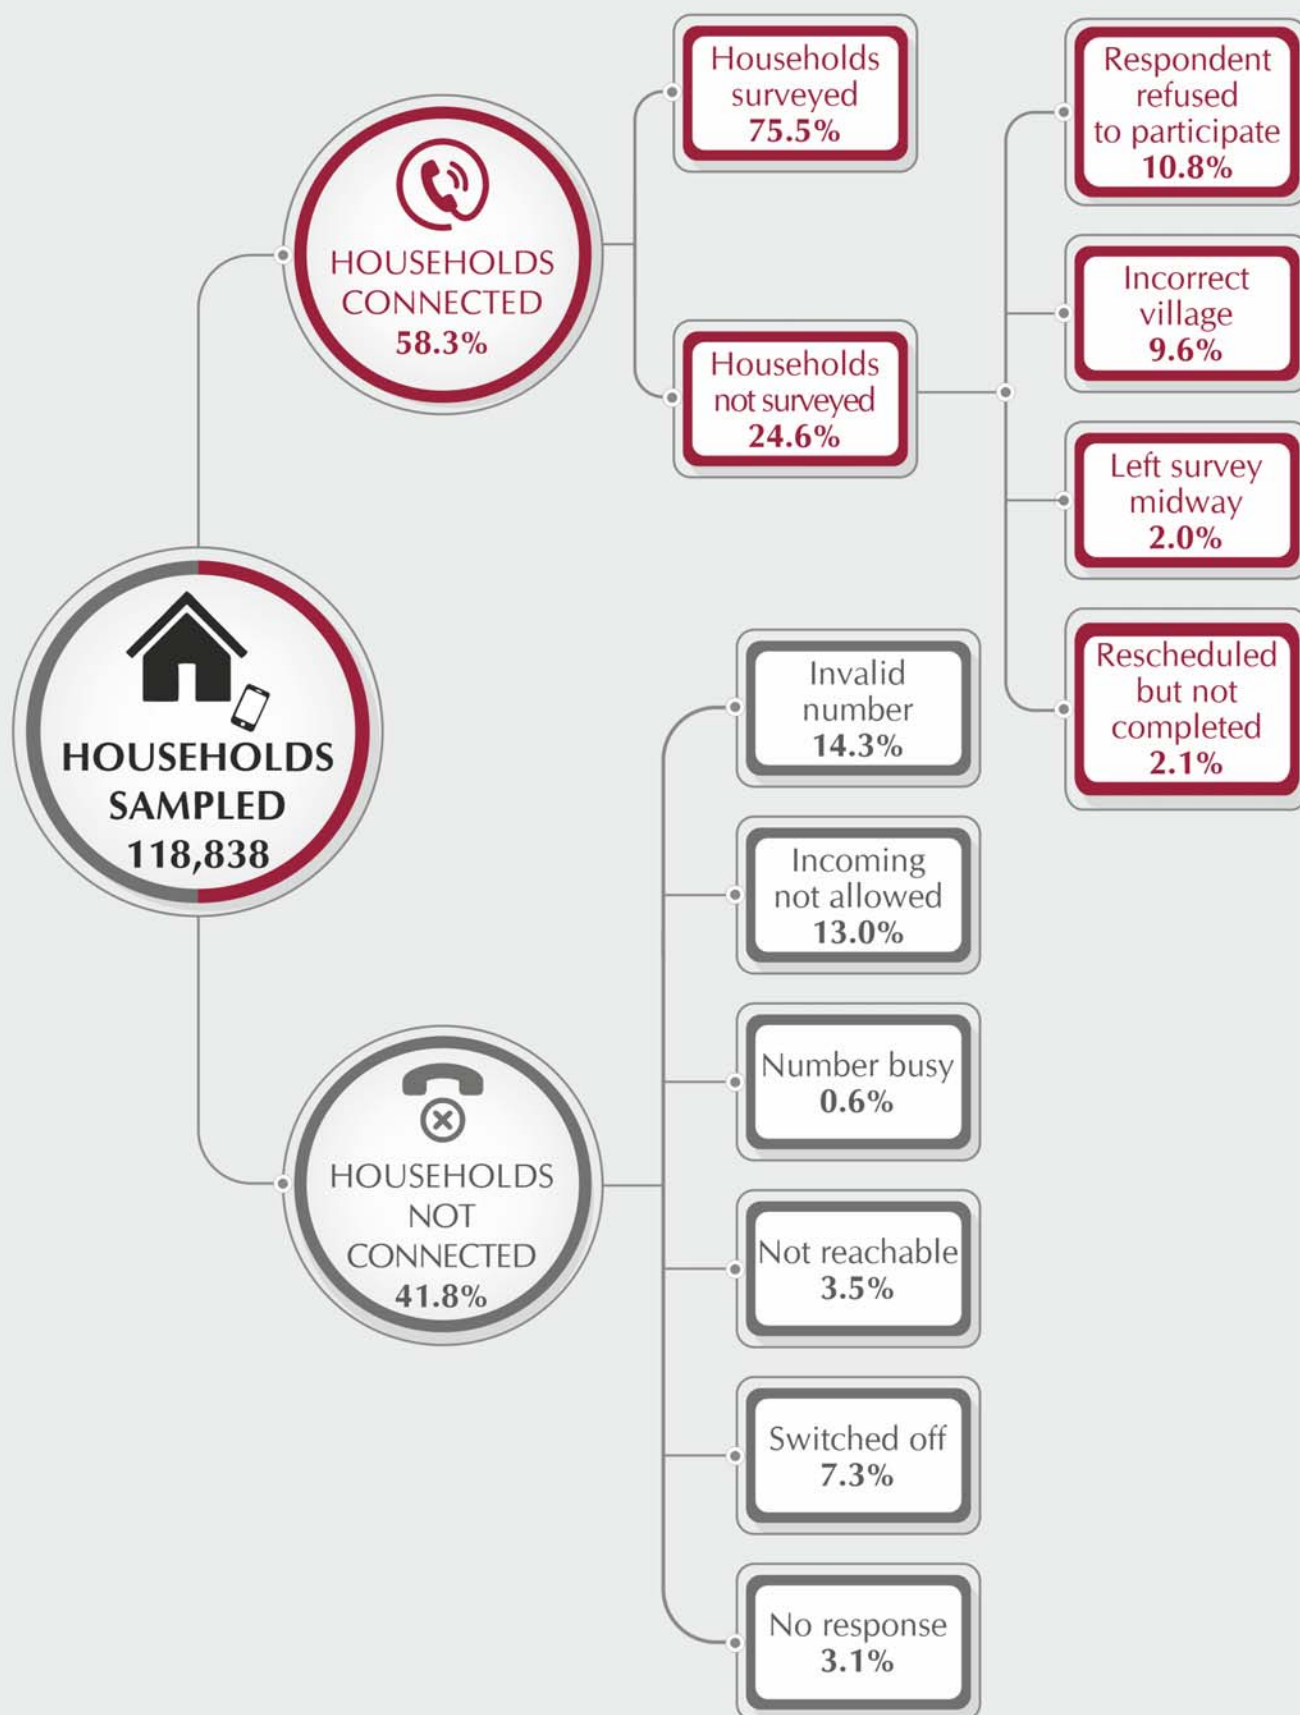 HOUSEHOLDS
SAMPLED
118,838
HOUSEHOLDS
CONNECTED
58.3%
Households
surveyed
75.5%
Households
not surveyed
24.6%
Respondent
refused
to participate
10.8%
Incorrect
village
9.6%
Left survey
midway
2.0%
Rescheduled
but not
completed
2.1%
HOUSEHOLDS
NOT
CONNECTED
41.8%
Invalid
number
14.3%
Incoming
not allowed
13.0%
Number busy
0.6%
Not reachable
3.5%
Switched off
7.3%
No response
3.1%